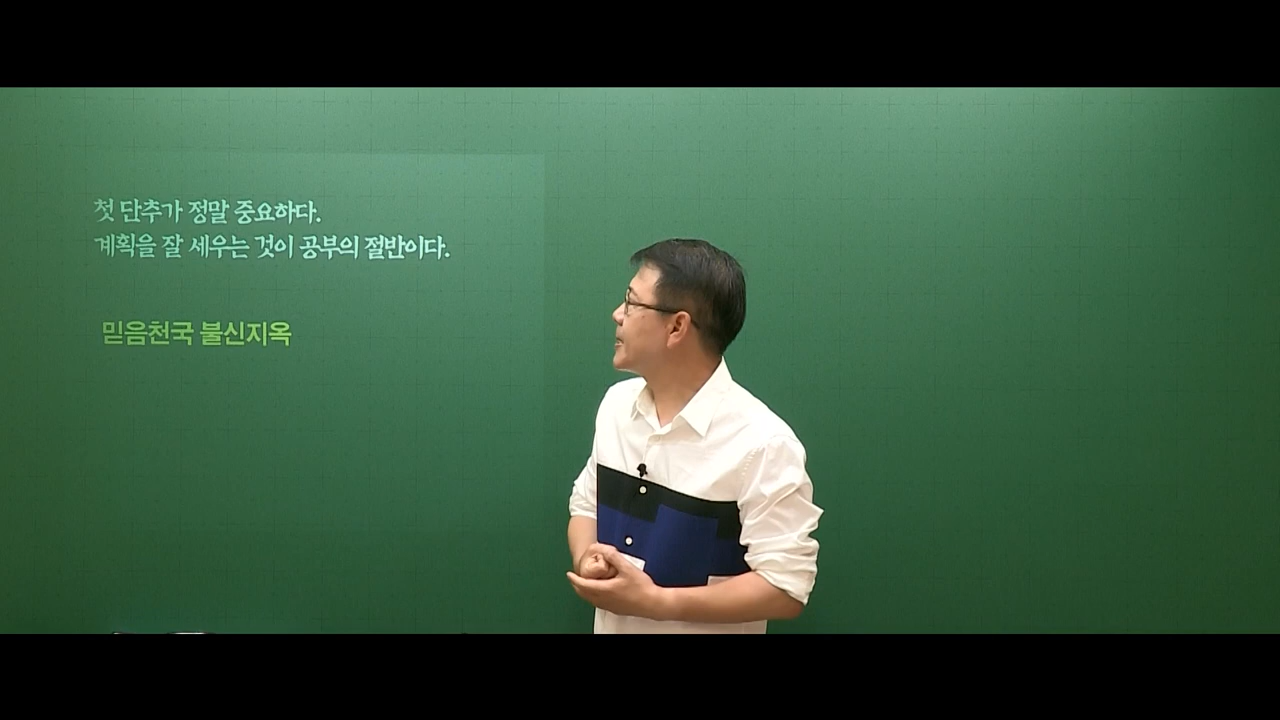 첫 단추가 정말 중요하다.
계획을 잘 세우는 것이 공부의 절반이다.
믿음천국 불신지옥